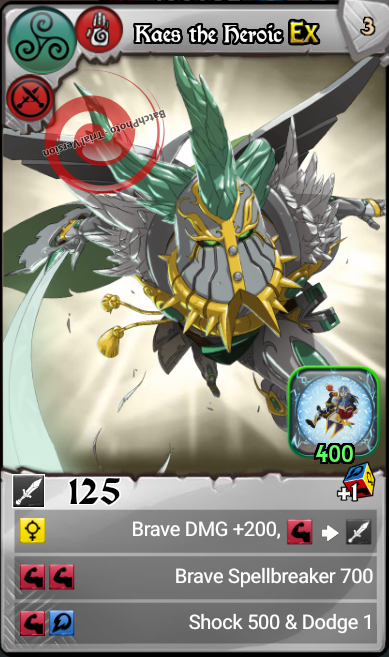 Kaes the Heroic Ex
3
BatchPhoto - Trial Version
400
125
+1
Brave DMG +200,
Brave Spellbreaker 700
Shock 500 & Dodge 1